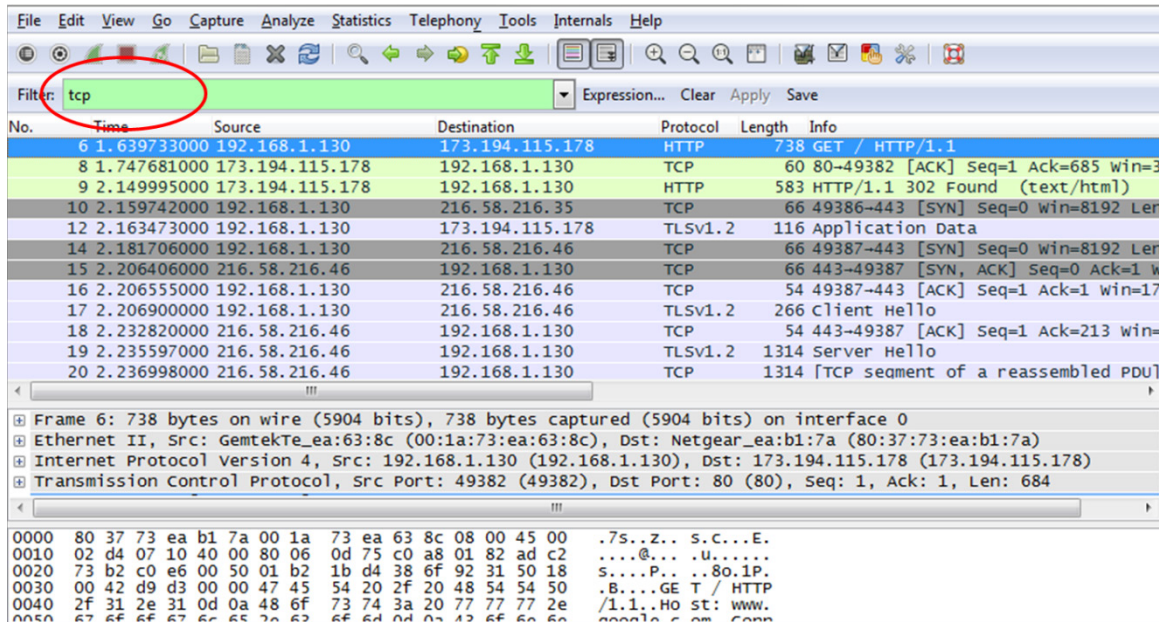 File Edit View Go Capture Analyze Statistics Telephony Tools Internals Help
Filter: tcp Expression... Clear Apply Save
No. Time Source Destination Protocol Length Info
6 1.639733000 192.168.1.130 173.194.115.178 HTTP 738 GET / HTTP/1.1
8 1.747681000 173.194.115.178 192.168.1.130 TCP 60 80→49382 [ACK] Seq=1 Ack=685 Win=3
9 2.149995000 173.194.115.178 192.168.1.130 HTTP 583 HTTP/1.1 302 Found (text/html)
10 2.159742000 192.168.1.130 216.58.216.35 TCP 66 49386→443 [SYN] Seq=0 Win=8192 Len
12 2.163473000 192.168.1.130 173.194.115.178 TLSv1.2 116 Application Data
14 2.181706000 192.168.1.130 216.58.216.46 TCP 66 49387→443 [SYN] Seq=0 Win=8192 Len
15 2.206406000 216.58.216.46 192.168.1.130 TCP 66 443→49387 [SYN, ACK] Seq=0 Ack=1 W
16 2.206555000 192.168.1.130 216.58.216.46 TCP 54 49387→443 [ACK] Seq=1 Ack=1 Win=17
17 2.206900000 192.168.1.130 216.58.216.46 TLSv1.2 266 Client Hello
18 2.232820000 216.58.216.46 192.168.1.130 TCP 54 443→49387 [ACK] Seq=1 Ack=213 Win=
19 2.235597000 216.58.216.46 192.168.1.130 TLSv1.2 1314 Server Hello
20 2.236998000 216.58.216.46 192.168.1.130 TCP 1314 [TCP segment of a reassembled PDU]
Frame 6: 738 bytes on wire (5904 bits), 738 bytes captured (5904 bits) on interface 0
Ethernet II, Src: GemtekTe_ea:63:8c (00:1a:73:ea:63:8c), Dst: Netgear_ea:b1:7a (80:37:73:ea:b1:7a)
Internet Protocol Version 4, Src: 192.168.1.130 (192.168.1.130), Dst: 173.194.115.178 (173.194.115.178)
Transmission Control Protocol, Src Port: 49382 (49382), Dst Port: 80 (80), Seq: 1, Ack: 1, Len: 684
0000 80 37 73 ea b1 7a 00 1a 73 ea 63 8c 08 00 45 00 .7s..z.. s.c...E.
0010 02 d4 07 10 40 00 80 06 0d 75 c0 a8 01 82 ad c2 ....@... .u......
0020 73 b2 c0 e6 00 50 01 b2 1b d4 38 6f 92 31 50 18 s....P.. ..8o.1P.
0030 00 42 d9 d3 00 00 47 45 54 20 2f 20 48 54 54 50 .B....GE T / HTTP
0040 2f 31 2e 31 0d 0a 48 6f 73 74 3a 20 77 77 77 2e /1.1..Ho st: www.
0050 67 6f 6f 67 6c 65 2e 63 6f 6d 0d 0a 43 6f 6e 6e google.c om..Conn